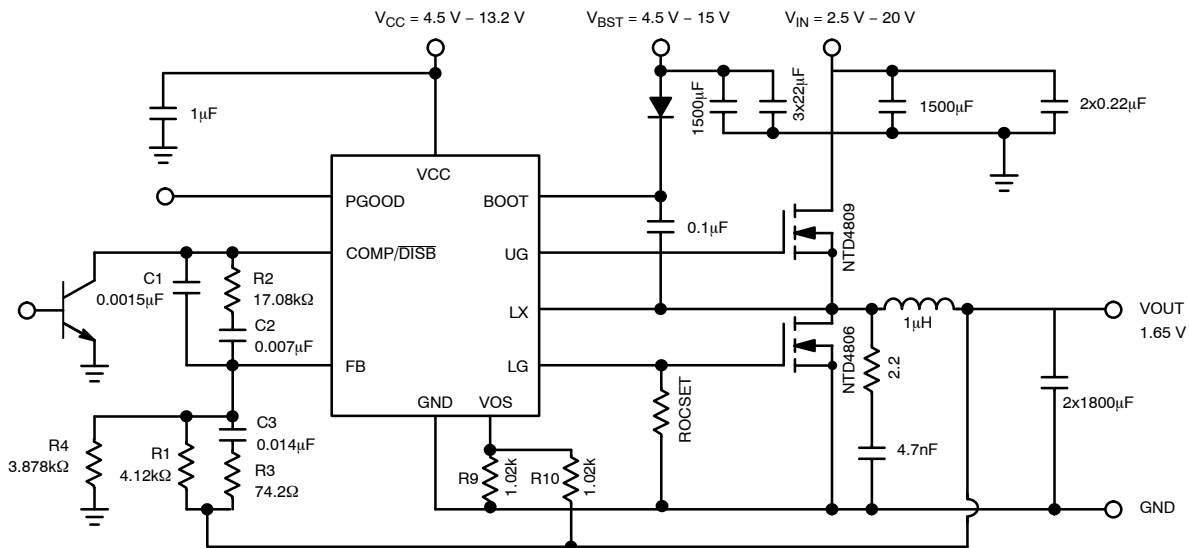 V_CC = 4.5 V − 13.2 V
V_BST = 4.5 V − 15 V
V_IN = 2.5 V − 20 V
1μF
1500μF
3x22μF
1500μF
2x0.22μF
VCC
PGOOD
BOOT
0.1μF
NTD4809
COMP/DISB
UG
C1
0.0015μF
R2
17.08kΩ
LX
1μH
VOUT
1.65 V
C2
0.007μF
FB
LG
NTD4806
2.2
GND
VOS
ROCSET
2x1800μF
R4
3.878kΩ
R1
4.12kΩ
C3
0.014μF
R3
74.2Ω
R9
1.02k
R10
1.02k
4.7nF
GND